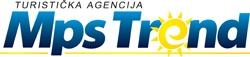 TURISTIČKA AGENCIJA
Mps Trend